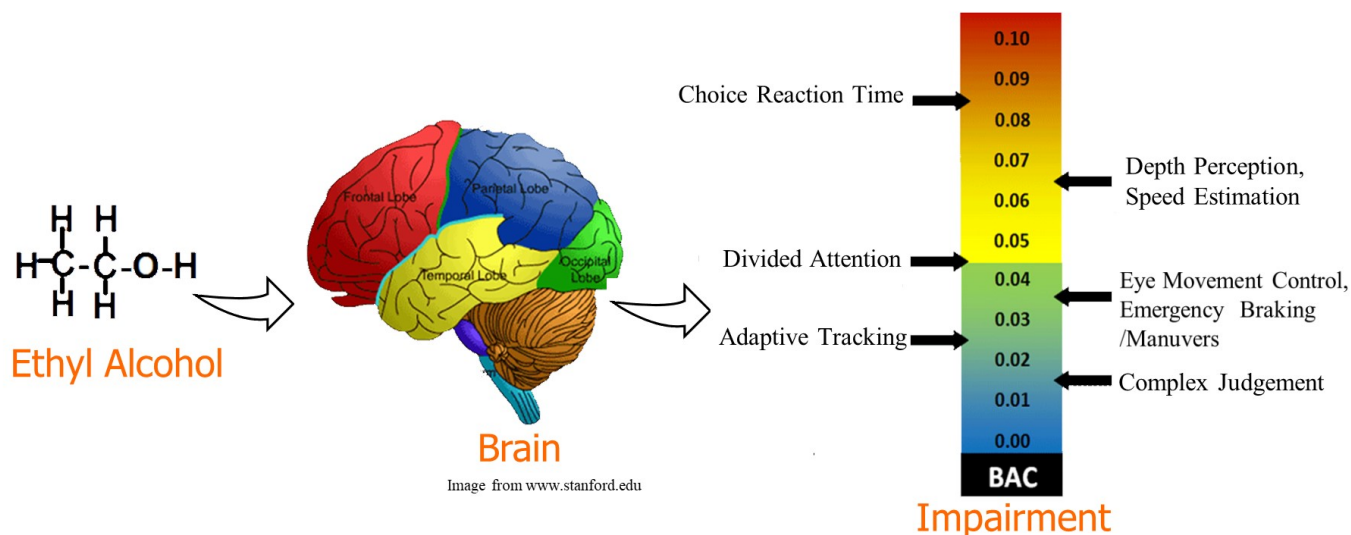 H H
H-C-C-O-H
H H
Ethyl Alcohol
Frontal Lobe
Parietal Lobe
Temporal Lobe
Occipital
Lobe
Brain
Image from www.stanford.edu
Choice Reaction Time
Divided Attention
Adaptive Tracking
0.10
0.09
0.08
0.07
0.06
0.05
0.04
0.03
0.02
0.01
0.00
BAC
Impairment
Depth Perception,
Speed Estimation
Eye Movement Control,
Emergency Braking
/Manuvers
Complex Judgement